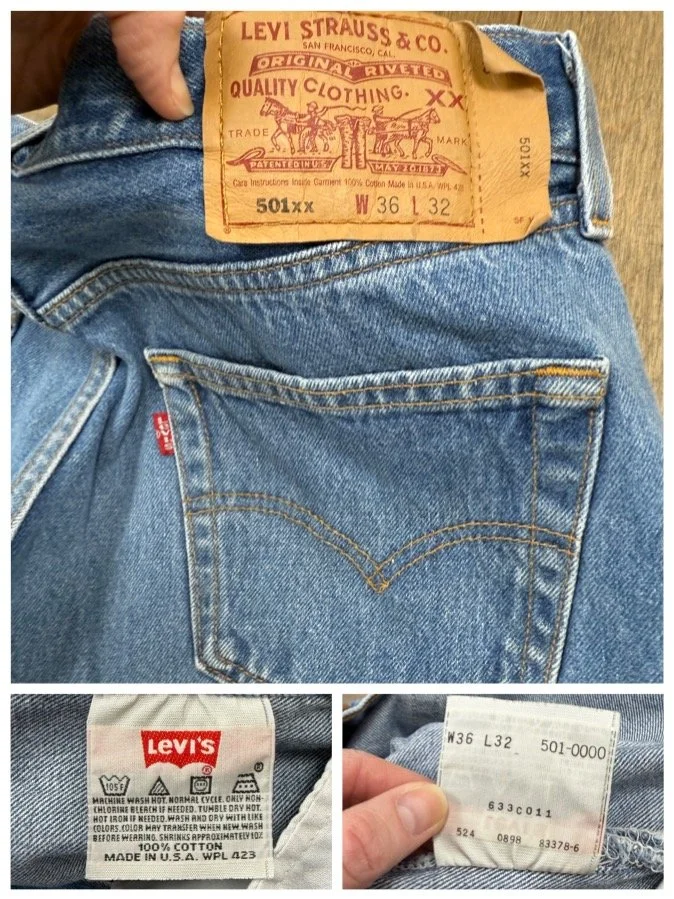 LEVI STRAUSS & CO.
SAN FRANCISCO, CAL.
ORIGINAL RIVETED
QUALITY CLOTHING.
XX
TRADE MARK
PATENTED IN U.S. MAY 20 1873
Care Instructions Inside Garment 100% Cotton Made in U.S.A. WPL 423
501xx W 36 L 32
®
501XX
SF
LEVI'S
®
105F
MACHINE WASH HOT. NORMAL CYCLE. ONLY NON-
CHLORINE BLEACH IF NEEDED. TUMBLE DRY HOT.
HOT IRON IF NEEDED. WASH AND DRY WITH LIKE
COLORS. COLOR MAY TRANSFER WHEN NEW. WASH
BEFORE WEARING. SHRINKS APPROXIMATELY 10%
100% COTTON
MADE IN U.S.A. WPL 423
W36 L32 501-0000
633C011
524 0898 83378-6